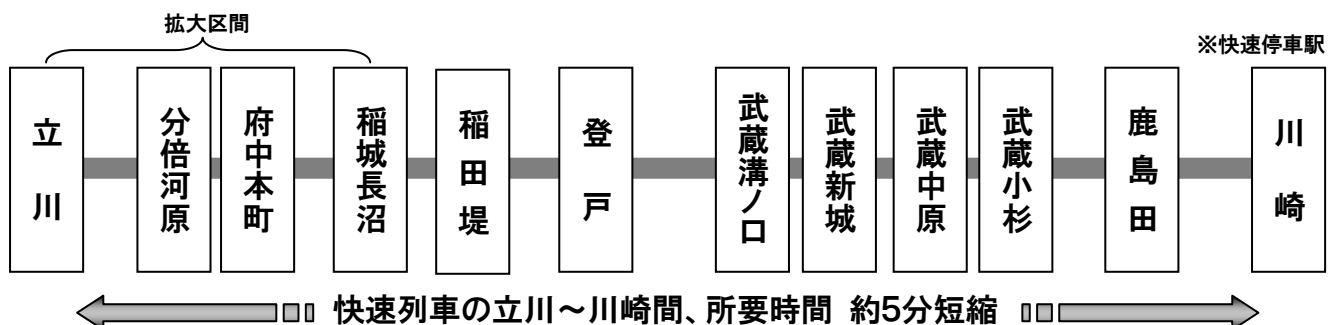 拡大区間
※快速停車駅
立川
分倍河原
府中本町
稲城長沼
稲田堤
登戸
武蔵溝ノ口
武蔵新城
武蔵中原
武蔵小杉
鹿島田
川崎
快速列車の立川～川崎間、所要時間 約5分短縮